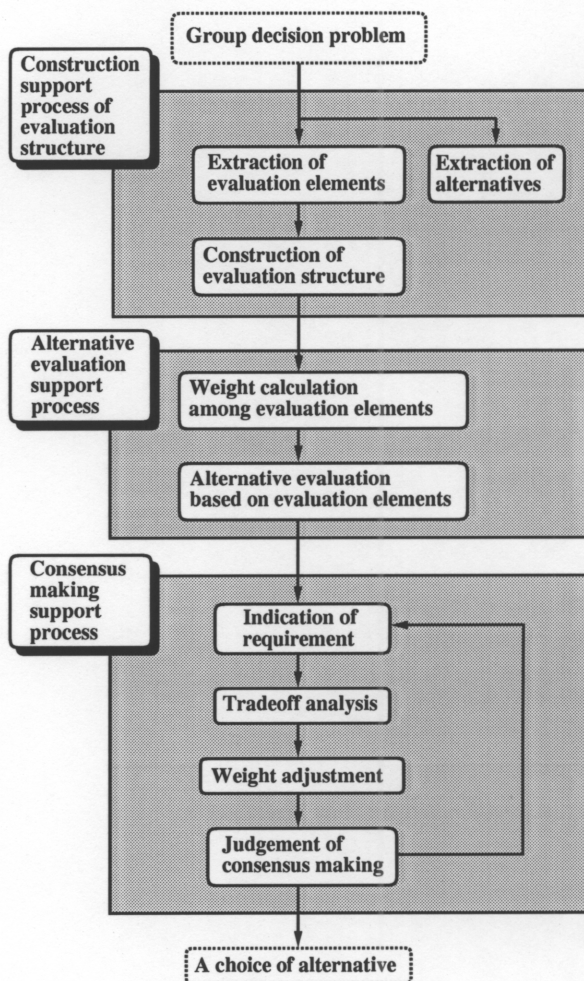 Group decision problem
Construction
support
process of
evaluation
structure
Extraction of
evaluation elements
Extraction of
alternatives
Construction of
evaluation structure
Alternative
evaluation
support
process
Weight calculation
among evaluation elements
Alternative evaluation
based on evaluation elements
Consensus
making
support
process
Indication of
requirement
Tradeoff analysis
Weight adjustment
Judgement of
consensus making
A choice of alternative